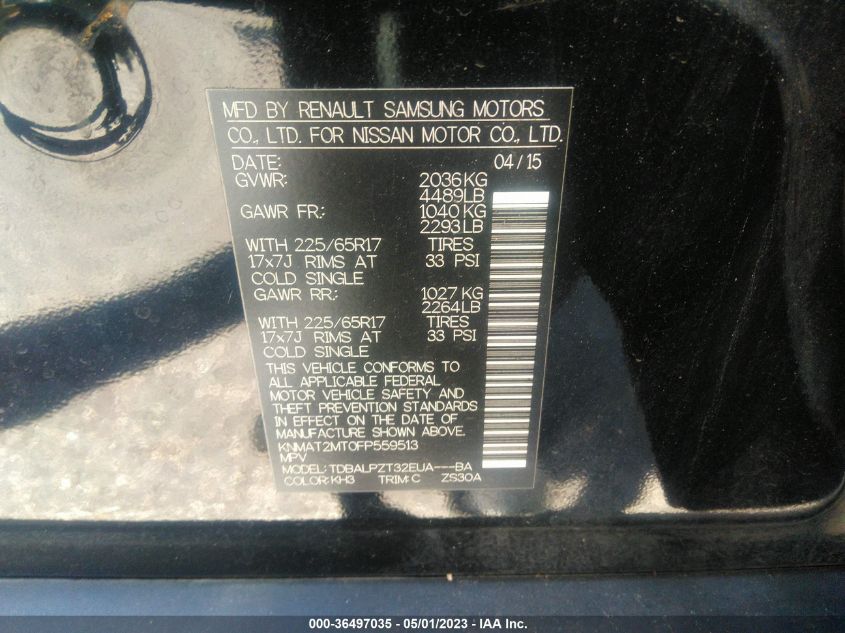 MFD BY RENAULT SAMSUNG MOTORS
CO., LTD. FOR NISSAN MOTOR CO., LTD.
DATE: 04/15
GVWR: 2036KG
4489LB
GAWR FR.: 1040KG
2293LB
WITH 225/65R17 TIRES
17x7J RIMS AT 33 PSI
COLD SINGLE
GAWR RR.: 1027KG
2264LB
WITH 225/65R17 TIRES
17x7J RIMS AT 33 PSI
COLD SINGLE
THIS VEHICLE CONFORMS TO
ALL APPLICABLE FEDERAL
MOTOR VEHICLE SAFETY AND
THEFT PREVENTION STANDARDS
IN EFFECT ON THE DATE OF
MANUFACTURE SHOWN ABOVE.
KNMAT2MT0FP559513
MPV
MODEL: TDBALPZT32EUA---BA
COLOR: KH3 TRIM: C ZS30A
000-36497035 - 05/01/2023 - IAA Inc.